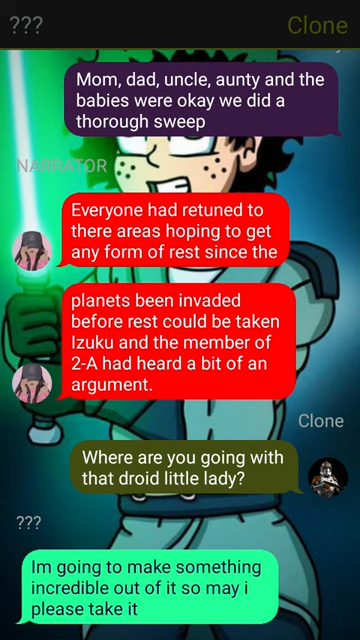 ??? Clone
Mom, dad, uncle, aunty and the
babies were okay we did a
thorough sweep
NARRATOR
Everyone had retuned to
there areas hoping to get
any form of rest since the
planets been invaded
before rest could be taken
Izuku and the member of
2-A had heard a bit of an
argument.
Clone
Where are you going with
that droid little lady?
???
Im going to make something
incredible out of it so may i
please take it